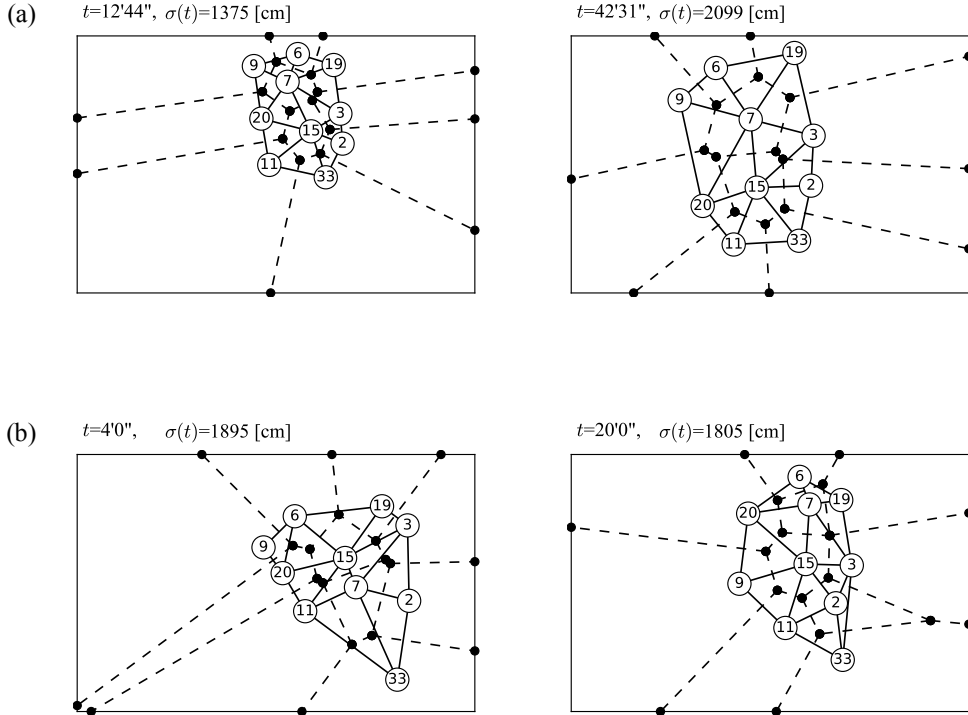 (a) t=12'44", σ(t)=1375 [cm] t=42'31", σ(t)=2099 [cm]
6 19
9 19 6
7
9
20 3 7
15 3
2
11 15 2
33 20
11 33
(b) t=4'0", σ(t)=1895 [cm] t=20'0", σ(t)=1805 [cm]
6
19 19
6 3 20 7
9
15 15 3
20 7 9
11 2 2
11
33 33